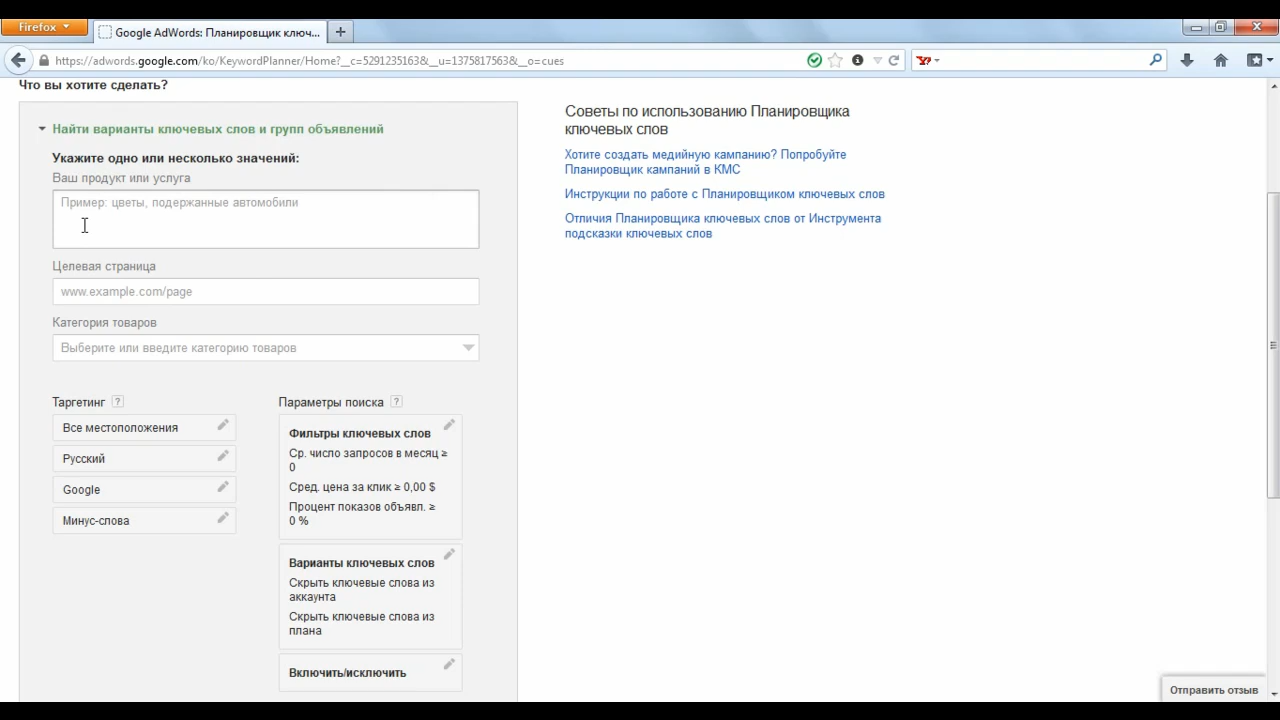 Firefox
Google AdWords: Планировщик ключ...
https://adwords.google.com/ko/KeywordPlanner/Home?__c=5291235163&__u=1375817563&__o=cues
Что вы хотите сделать?
Найти варианты ключевых слов и групп объявлений
Укажите одно или несколько значений:
Ваш продукт или услуга
Пример: цветы, подержанные автомобили
Целевая страница
www.example.com/page
Категория товаров
Выберите или введите категорию товаров
Таргетинг ?
Все местоположения
Русский
Google
Минус-слова
Параметры поиска ?
Фильтры ключевых слов
Ср. число запросов в месяц ≥
0
Сред. цена за клик ≥ 0,00 $
Процент показов объявл. ≥
0 %
Варианты ключевых слов
Скрыть ключевые слова из
аккаунта
Скрыть ключевые слова из
плана
Включить/исключить
Советы по использованию Планировщика
ключевых слов
Хотите создать медийную кампанию? Попробуйте
Планировщик кампаний в КМС
Инструкции по работе с Планировщиком ключевых слов
Отличия Планировщика ключевых слов от Инструмента
подсказки ключевых слов
Отправить отзыв